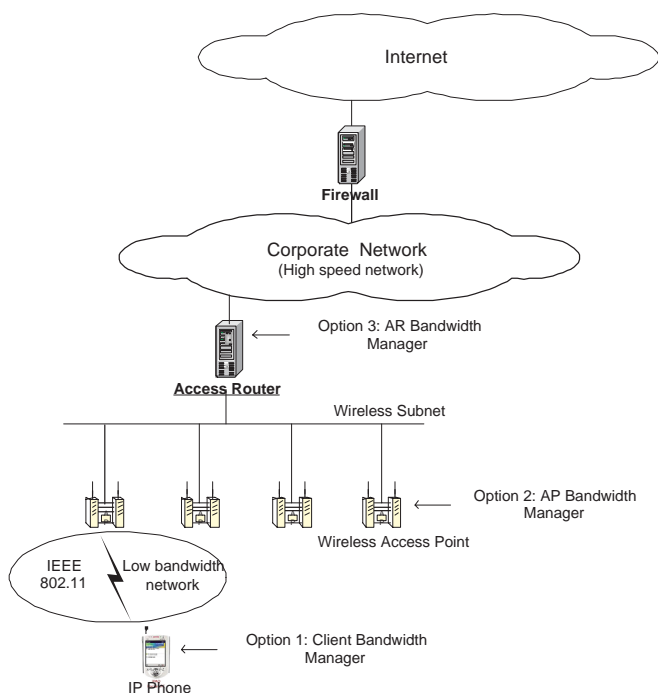 Internet
Firewall
Corporate Network
(High speed network)
Option 3: AR Bandwidth
Manager
Access Router
Wireless Subnet
Option 2: AP Bandwidth
Manager
Wireless Access Point
IEEE
802.11
Low bandwidth
network
Option 1: Client Bandwidth
Manager
IP Phone